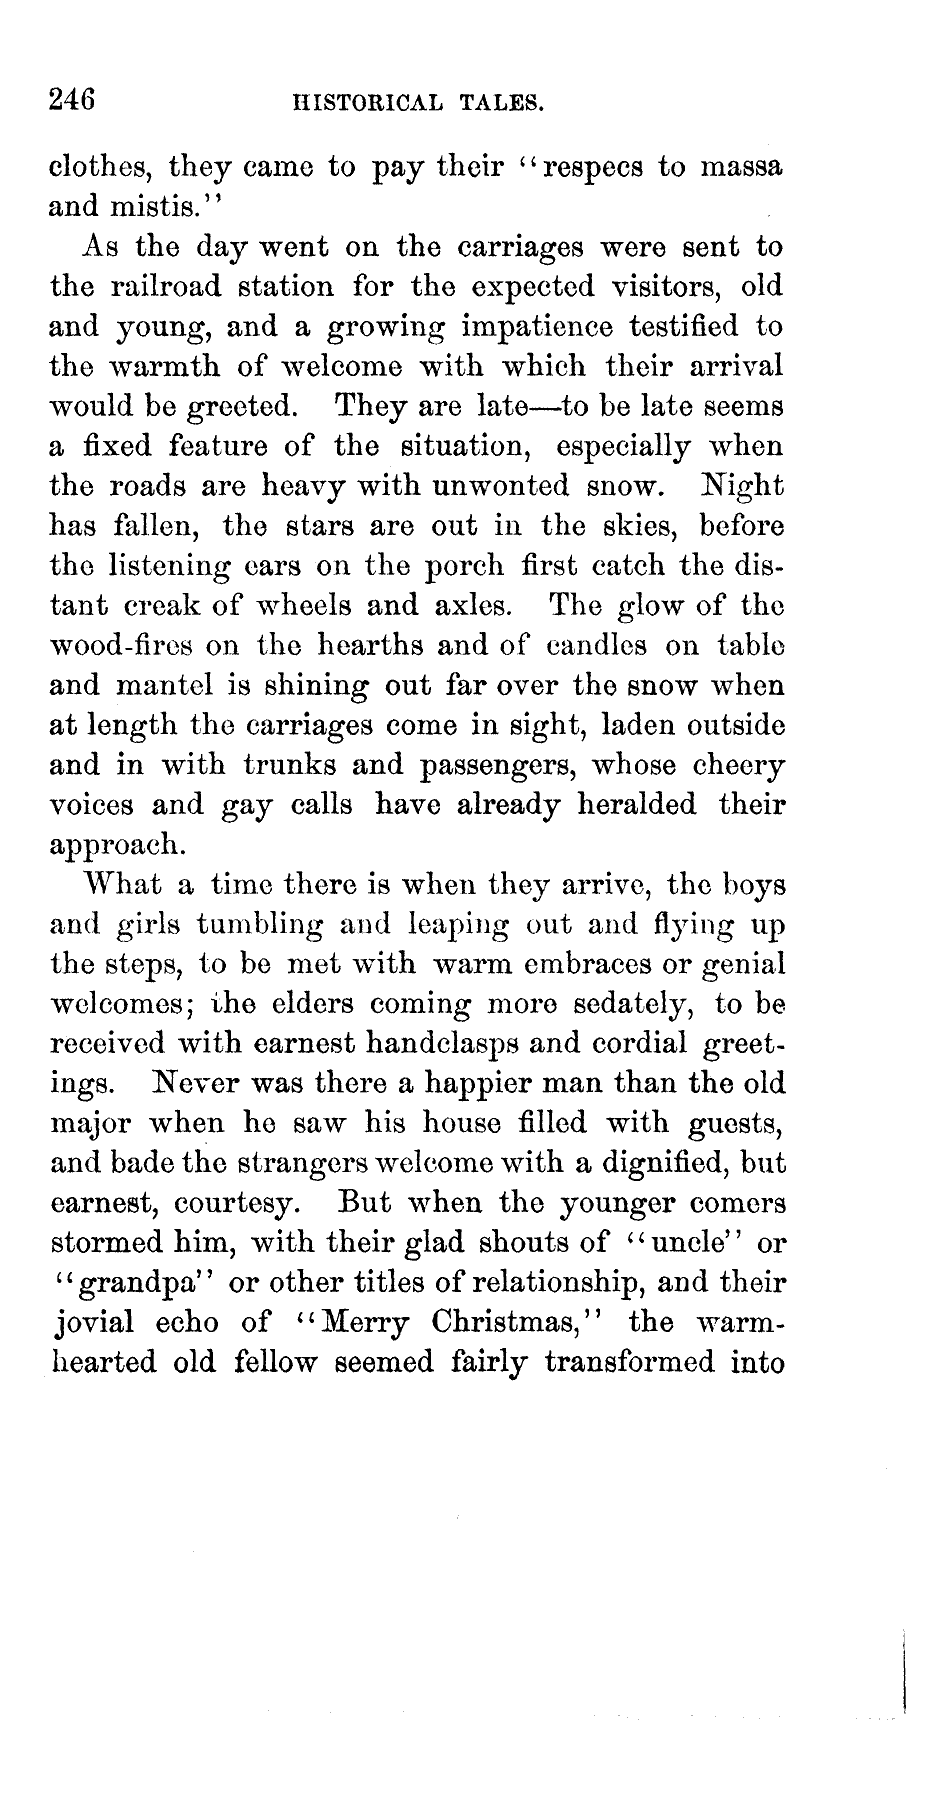 246 HISTORICAL TALES.
clothes, they came to pay their "respecs to massa
and mistis."
As the day went on the carriages were sent to
the railroad station for the expected visitors, old
and young, and a growing impatience testified to
the warmth of welcome with which their arrival
would be greeted. They are late—to be late seems
a fixed feature of the situation, especially when
the roads are heavy with unwonted snow. Night
has fallen, the stars are out in the skies, before
the listening ears on the porch first catch the dis-
tant creak of wheels and axles. The glow of the
wood-fires on the hearths and of candles on table
and mantel is shining out far over the snow when
at length the carriages come in sight, laden outside
and in with trunks and passengers, whose cheery
voices and gay calls have already heralded their
approach.
What a time there is when they arrive, the boys
and girls tumbling and leaping out and flying up
the steps, to be met with warm embraces or genial
welcomes; the elders coming more sedately, to be
received with earnest handclasps and cordial greet-
ings. Never was there a happier man than the old
major when he saw his house filled with guests,
and bade the strangers welcome with a dignified, but
earnest, courtesy. But when the younger comers
stormed him, with their glad shouts of "uncle" or
"grandpa" or other titles of relationship, and their
jovial echo of "Merry Christmas," the warm-
hearted old fellow seemed fairly transformed into